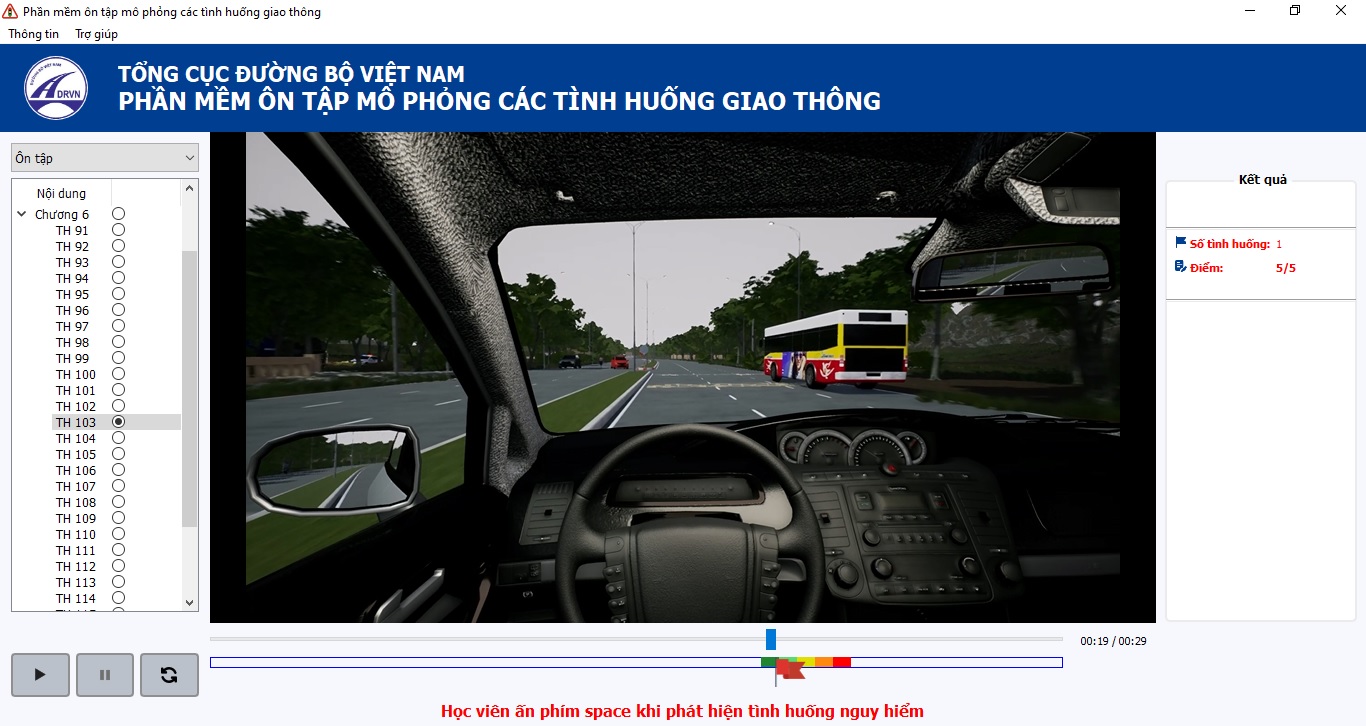 Phần mềm ôn tập mô phỏng các tình huống giao thông
Thông tin Trợ giúp
ĐƯỜNG BỘ VIỆT NAM
DRVN
TỔNG CỤC ĐƯỜNG BỘ VIỆT NAM
PHẦN MỀM ÔN TẬP MÔ PHỎNG CÁC TÌNH HUỐNG GIAO THÔNG
Ôn tập
Nội dung
Chương 6
TH 91
TH 92
TH 93
TH 94
TH 95
TH 96
TH 97
TH 98
TH 99
TH 100
TH 101
TH 102
TH 103
TH 104
TH 105
TH 106
TH 107
TH 108
TH 109
TH 110
TH 111
TH 112
TH 113
TH 114
Kết quả
Số tình huống: 1
Điểm: 5/5
00:19 / 00:29
Học viên ấn phím space khi phát hiện tình huống nguy hiểm